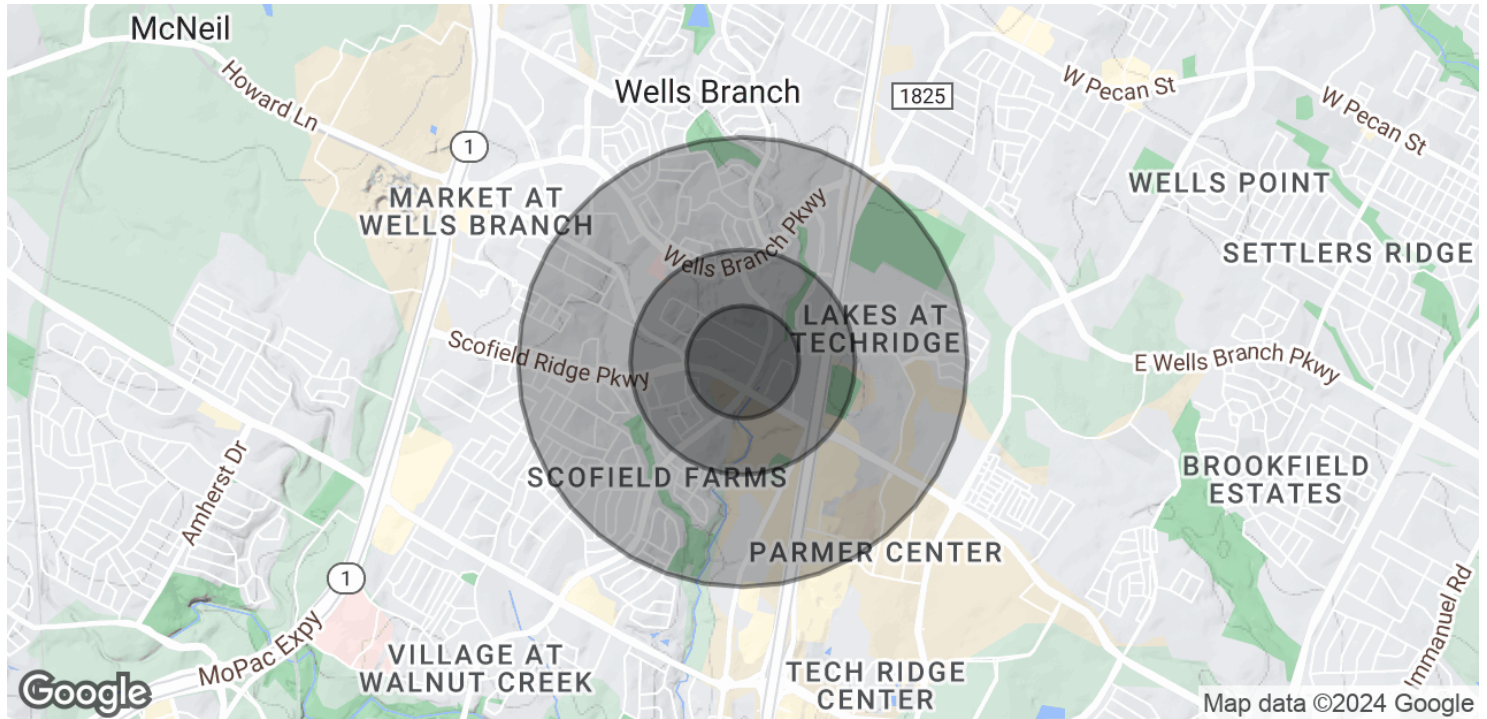 McNeil
Howard Ln
1
Wells Branch
1825
W Pecan St
W Pecan St
MARKET AT
WELLS BRANCH
Wells Branch Pkwy
WELLS POINT
SETTLERS RIDGE
LAKES AT
TECHRIDGE
Scofield Ridge Pkwy
E Wells Branch Pkwy
Amherst Dr
SCOFIELD FARMS
BROOKFIELD
ESTATES
PARMER CENTER
1
MoPac Expy
VILLAGE AT
WALNUT CREEK
TECH RIDGE
CENTER
Immanuel Rd
Google
Map data ©2024 Google